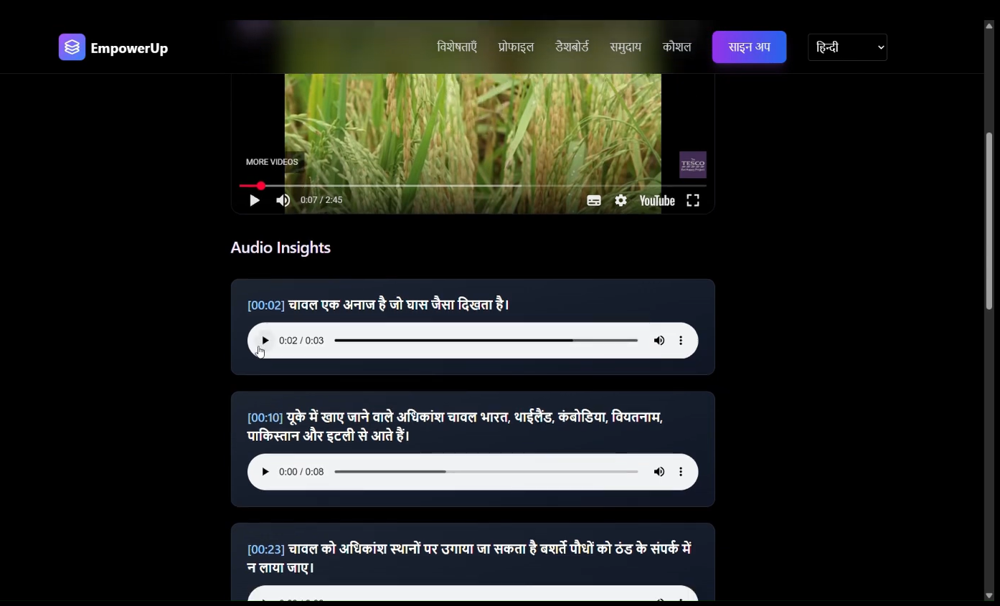 EmpowerUp
विशेषताएँ
प्रोफाइल
डैशबोर्ड
समुदाय
कौशल
साइन अप
हिन्दी
MORE VIDEOS
The
TESCO
0:07 / 2:45
YouTube
Audio Insights
[00:02] चावल एक अनाज है जो घास जैसा दिखता है।
0:02 / 0:03
[00:10] यूके में खाए जाने वाले अधिकांश चावल भारत, थाईलैंड, कंबोडिया, वियतनाम,
पाकिस्तान और इटली से आते हैं।
0:00 / 0:08
[00:23] चावल को अधिकांश स्थानों पर उगाया जा सकता है बशर्ते पौधों को ठंड के संपर्क में
न लाया जाए।